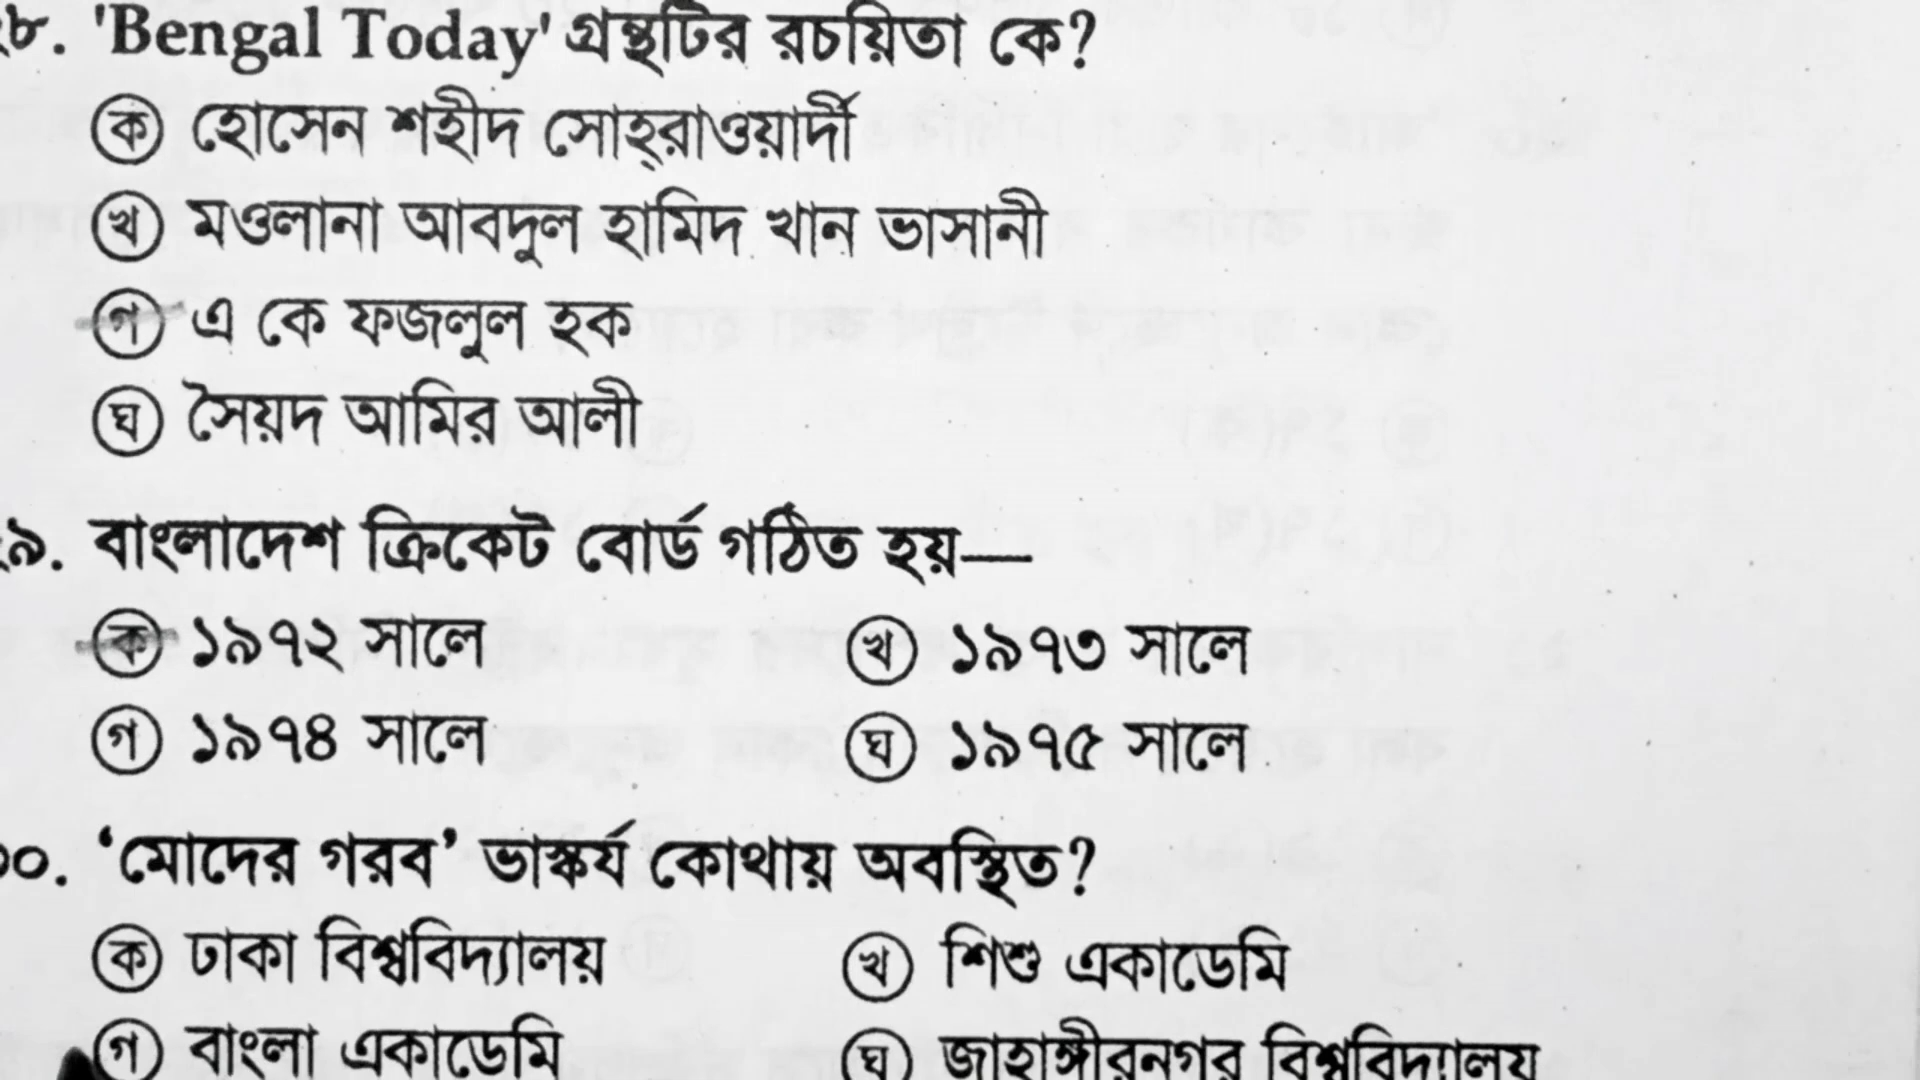 ২৮. 'Bengal Today' গ্রন্থটির রচয়িতা কে?
ক হোসেন শহীদ সোহ্‌রাওয়ার্দী
খ মওলানা আবদুল হামিদ খান ভাসানী
গ এ কে ফজলুল হক
ঘ সৈয়দ আমির আলী
২৯. বাংলাদেশ ক্রিকেট বোর্ড গঠিত হয়—
ক ১৯৭২ সালে খ ১৯৭৩ সালে
গ ১৯৭৪ সালে ঘ ১৯৭৫ সালে
৩০. ‘মোদের গরব’ ভাস্কর্য কোথায় অবস্থিত?
ক ঢাকা বিশ্ববিদ্যালয় খ শিশু একাডেমি
গ বাংলা একাডেমি ঘ জাহাঙ্গীরনগর বিশ্ববিদ্যালয়